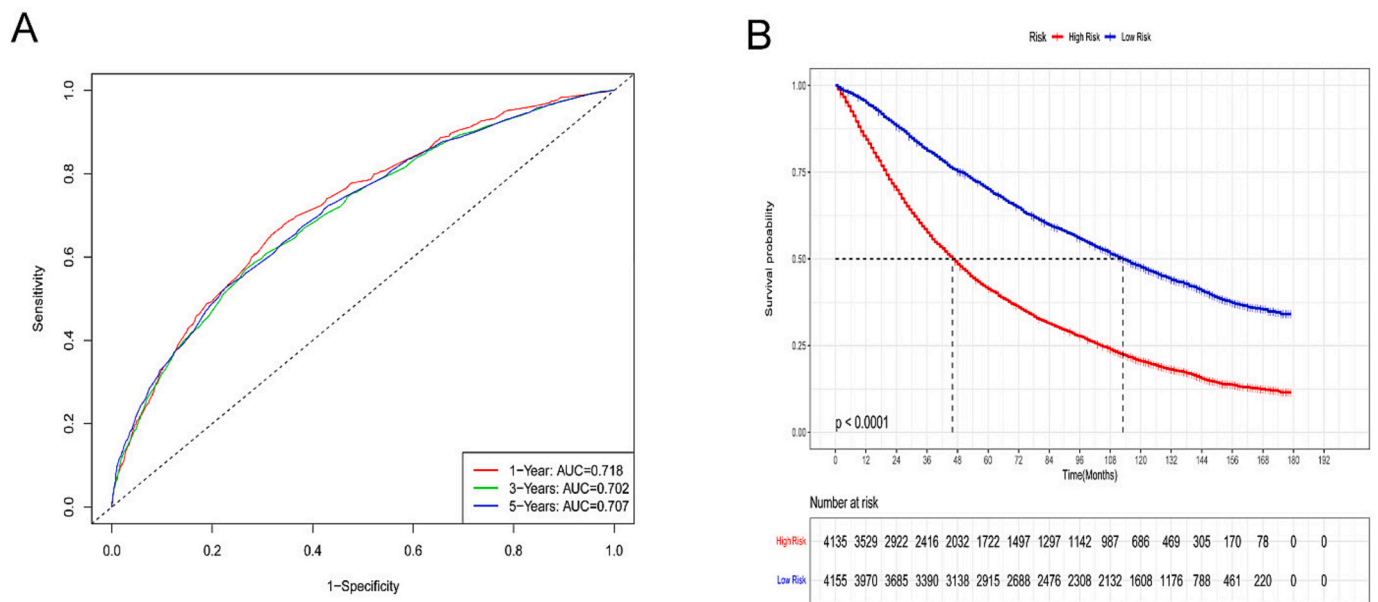 A
1.0
0.8
0.6
0.4
0.2
0.0
Sensitivity
1-Year: AUC=0.718
3-Years: AUC=0.702
5-Years: AUC=0.707
0.0 0.2 0.4 0.6 0.8 1.0
1−Specificity
B
Risk High Risk Low Risk
1.00
0.75
0.50
0.25
0.00
Survival probability
p < 0.0001
0 12 24 36 48 60 72 84 96 108 120 132 144 156 168 180 192
Time(Months)
Number at risk
High Risk 4135 3529 2922 2416 2032 1722 1497 1297 1142 987 686 469 305 170 78 0 0
Low Risk 4155 3970 3685 3390 3138 2915 2688 2476 2308 2132 1608 1176 788 461 220 0 0